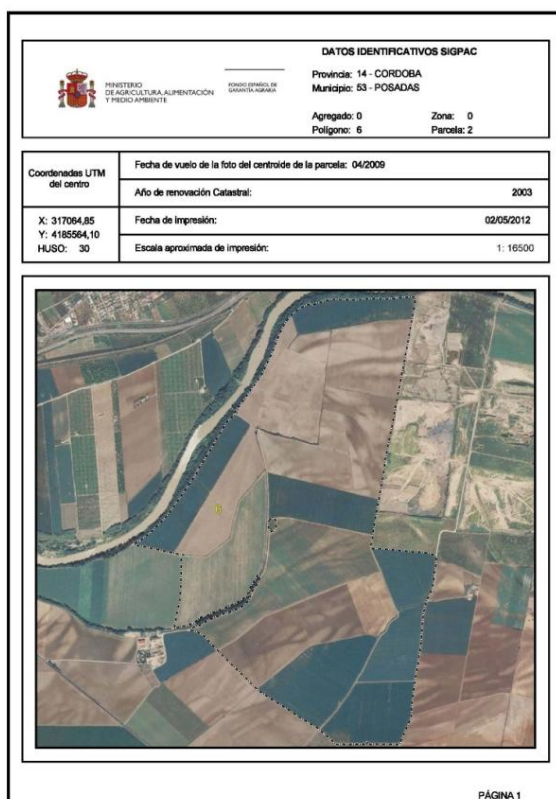 DATOS IDENTIFICATIVOS SIGPAC
MINISTERIO
DE AGRICULTURA, ALIMENTACIÓN
Y MEDIO AMBIENTE
FONDO ESPAÑOL DE
GARANTÍA AGRARIA
Provincia: 14 - CORDOBA
Municipio: 53 - POSADAS
Agregado: 0 Zona: 0
Polígono: 6 Parcela: 2
Coordenadas UTM
del centro
X: 317064,85
Y: 4185564,10
HUSO: 30
Fecha de vuelo de la foto del centroide de la parcela: 04/2009
Año de renovación Catastral: 2003
Fecha de impresión: 02/05/2012
Escala aproximada de impresión: 1: 16500
6
PÁGINA 1